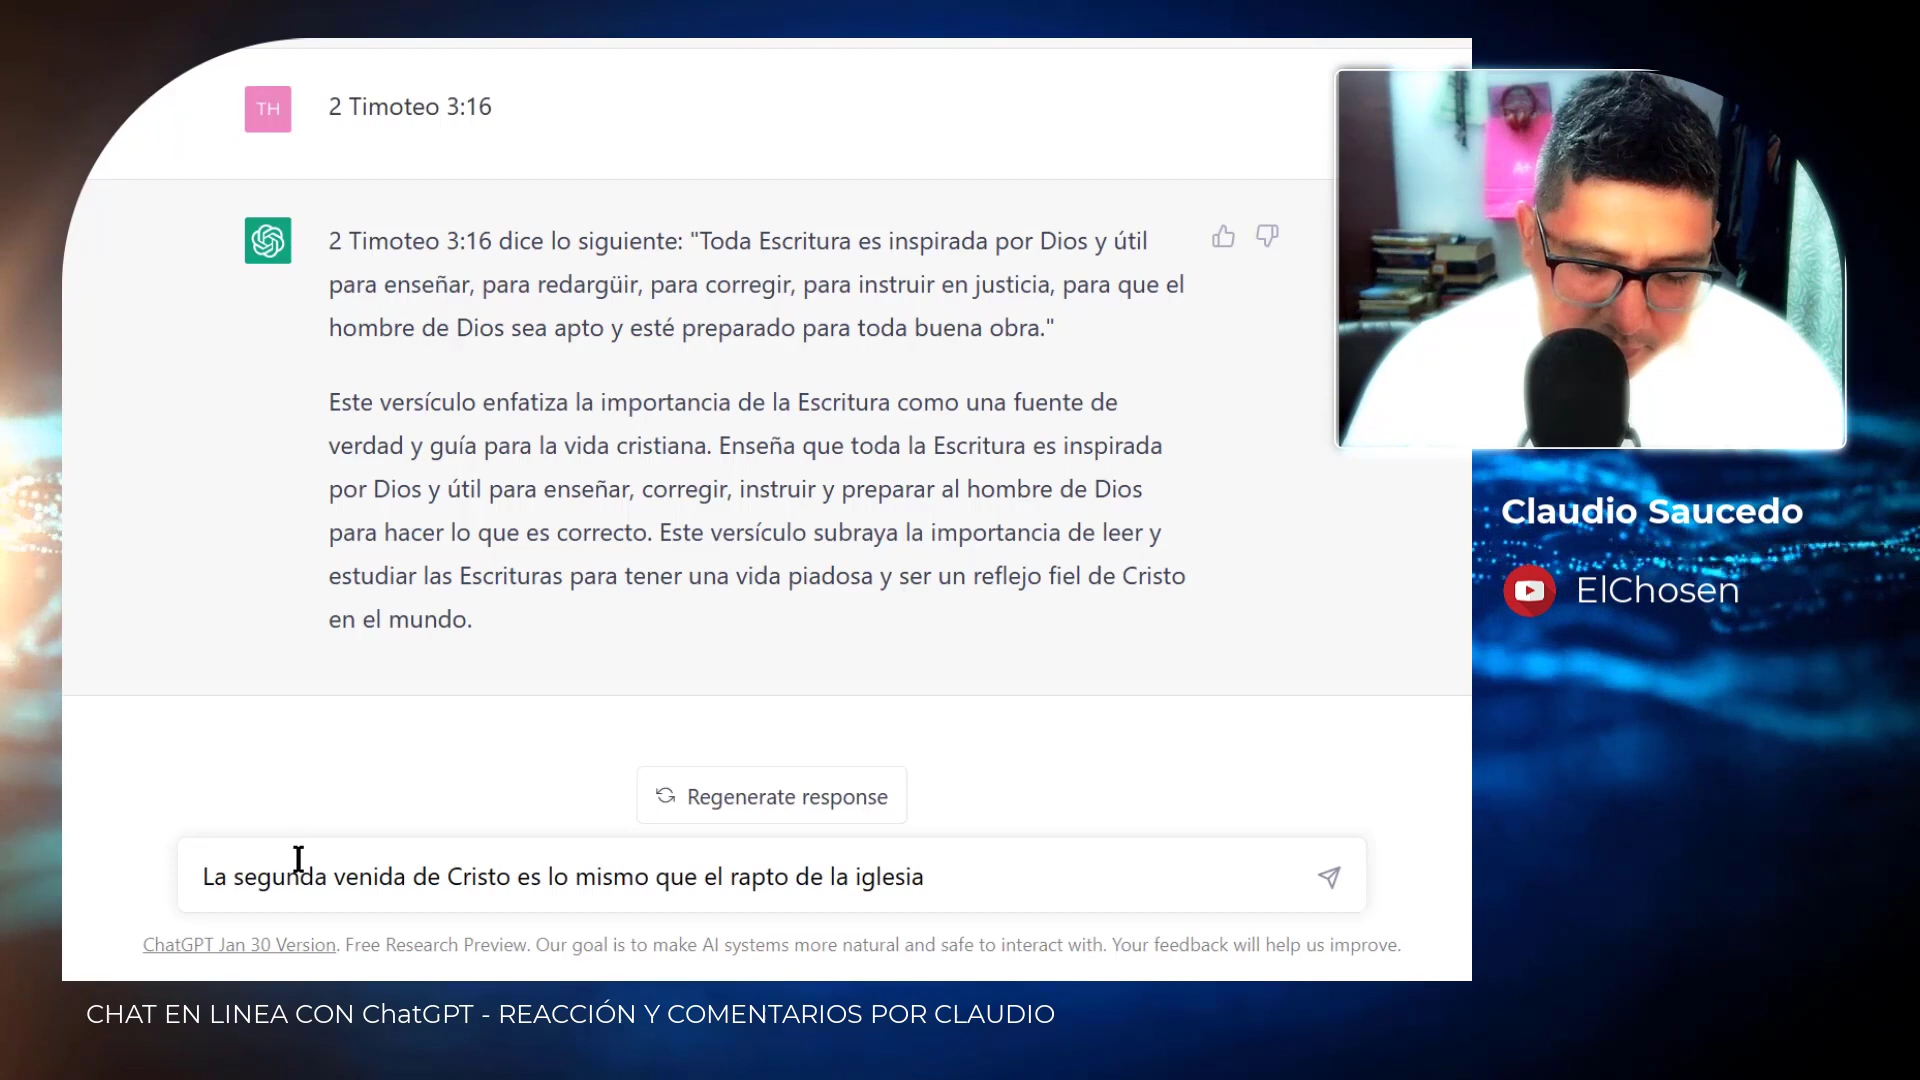 TH
2 Timoteo 3:16
2 Timoteo 3:16 dice lo siguiente: "Toda Escritura es inspirada por Dios y útil
para enseñar, para redargüir, para corregir, para instruir en justicia, para que el
hombre de Dios sea apto y esté preparado para toda buena obra."
Este versículo enfatiza la importancia de la Escritura como una fuente de
verdad y guía para la vida cristiana. Enseña que toda la Escritura es inspirada
por Dios y útil para enseñar, corregir, instruir y preparar al hombre de Dios
para hacer lo que es correcto. Este versículo subraya la importancia de leer y
estudiar las Escrituras para tener una vida piadosa y ser un reflejo fiel de Cristo
en el mundo.
Regenerate response
La segunda venida de Cristo es lo mismo que el rapto de la iglesia
ChatGPT Jan 30 Version. Free Research Preview. Our goal is to make AI systems more natural and safe to interact with. Your feedback will help us improve.
Claudio Saucedo
ElChosen
CHAT EN LINEA CON ChatGPT - REACCIÓN Y COMENTARIOS POR CLAUDIO